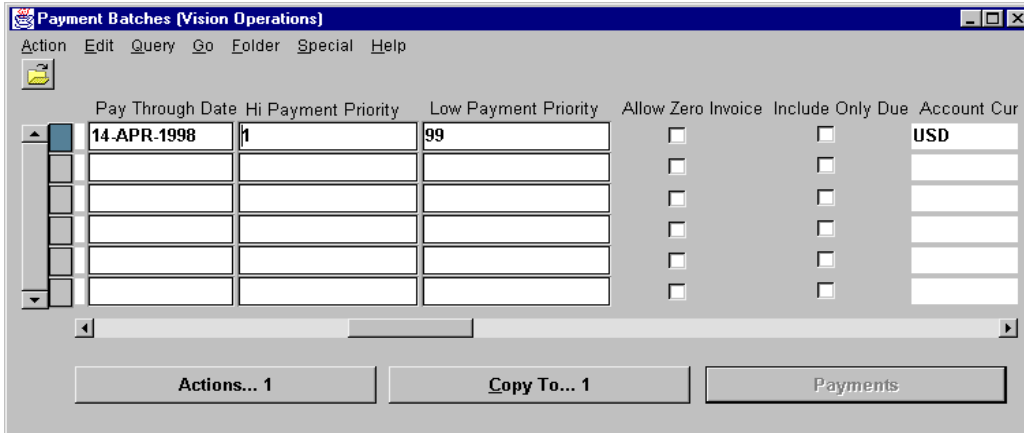 Payment Batches (Vision Operations)
Action Edit Query Go Folder Special Help
Pay Through Date Hi Payment Priority Low Payment Priority Allow Zero Invoice Include Only Due Account Cur
14-APR-1998 1 99 USD
Actions... 1 Copy To... 1 Payments